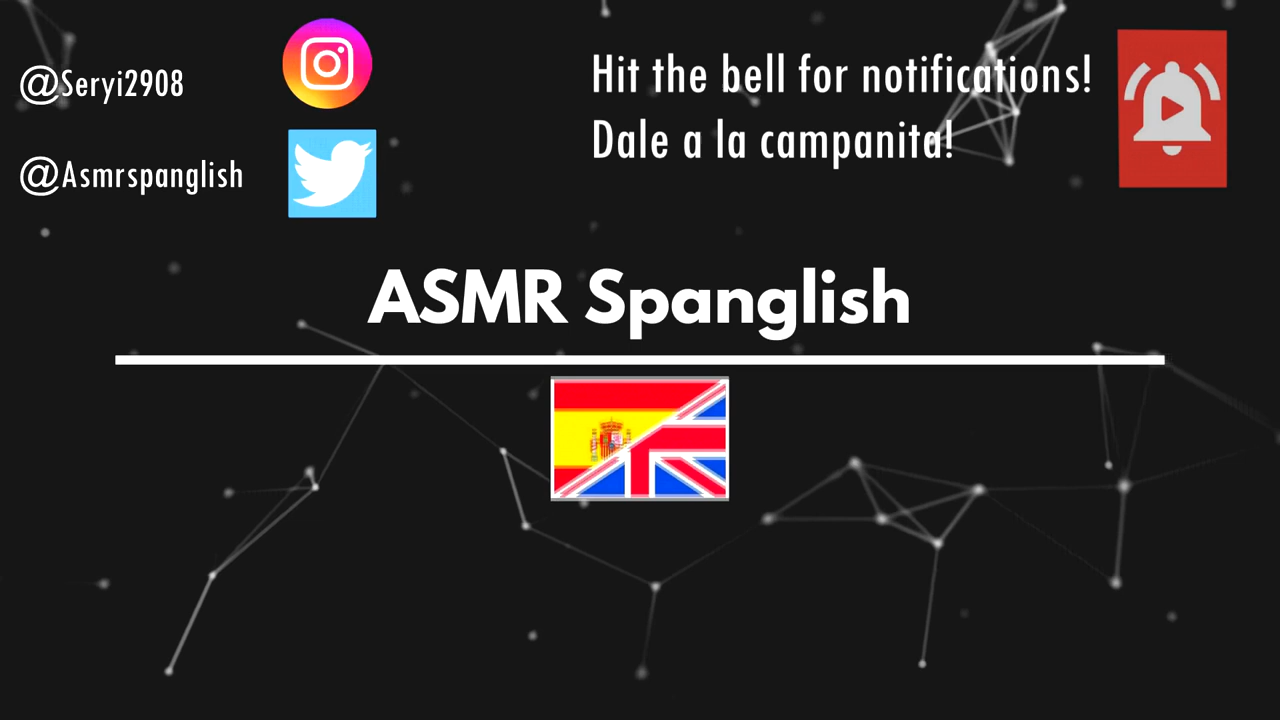 @Seryi2908
@Asmrspanglish
Hit the bell for notifications!
Dale a la campanita!
ASMR Spanglish